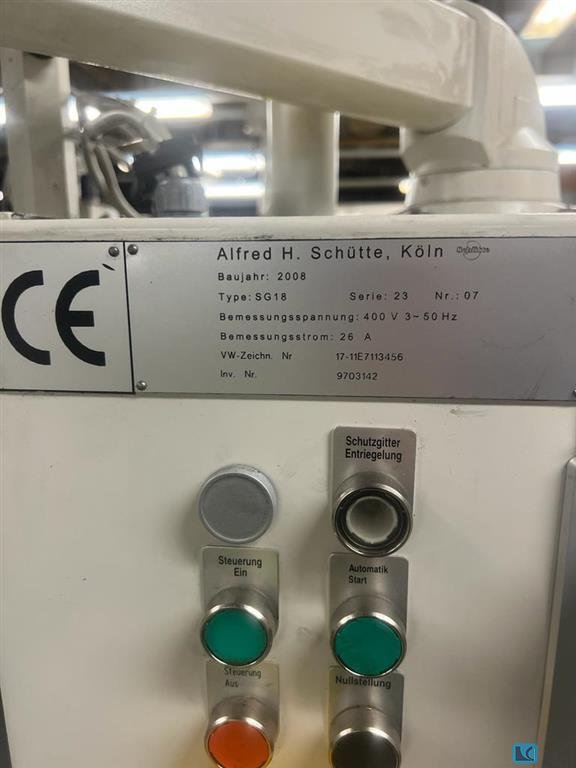 CE
Alfred H. Schütte, Köln
Baujahr: 2008
Type: SG18 Serie: 23 Nr.: 07
Bemessungsspannung: 400 V 3~ 50 Hz
Bemessungsstrom: 26 A
VW-Zeichn. Nr 17-11E7113456
Inv. Nr. 9703142
Schutzgitter
Entriegelung
Steuerung
Ein
Automatik
Start
Steuerung
Aus
Nullstellung